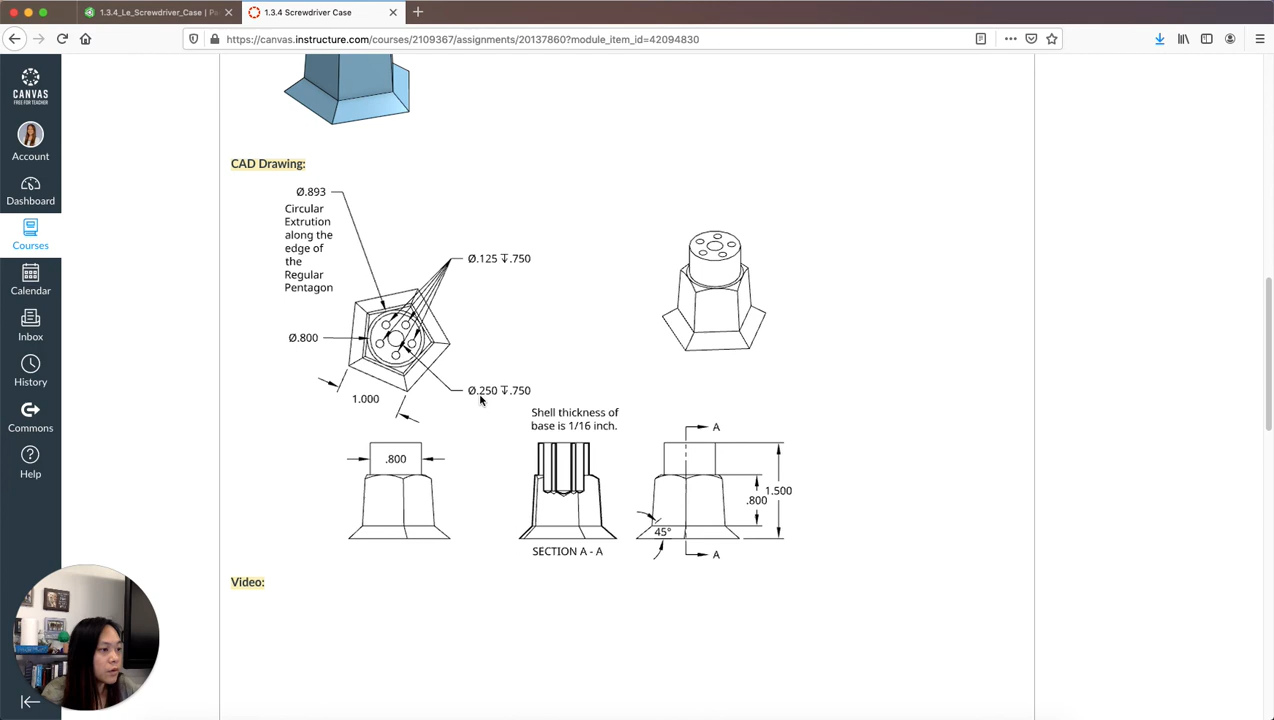 1.3.4_Le_Screwdriver_Case | Pa
1.3.4 Screwdriver Case
https://canvas.instructure.com/courses/2109367/assignments/20137860?module_item_id=42094830
CANVAS
FREE FOR TEACHER
Account
Dashboard
Courses
Calendar
Inbox
History
Commons
Help
CAD Drawing:
Ø.893
Circular
Extrution
along the
edge of
the
Regular
Pentagon
Ø.125 ↧.750
Ø.800
Ø.250 ↧.750
1.000
Shell thickness of
base is 1/16 inch.
.800
A
1.500
.800
45°
SECTION A - A
A
Video: